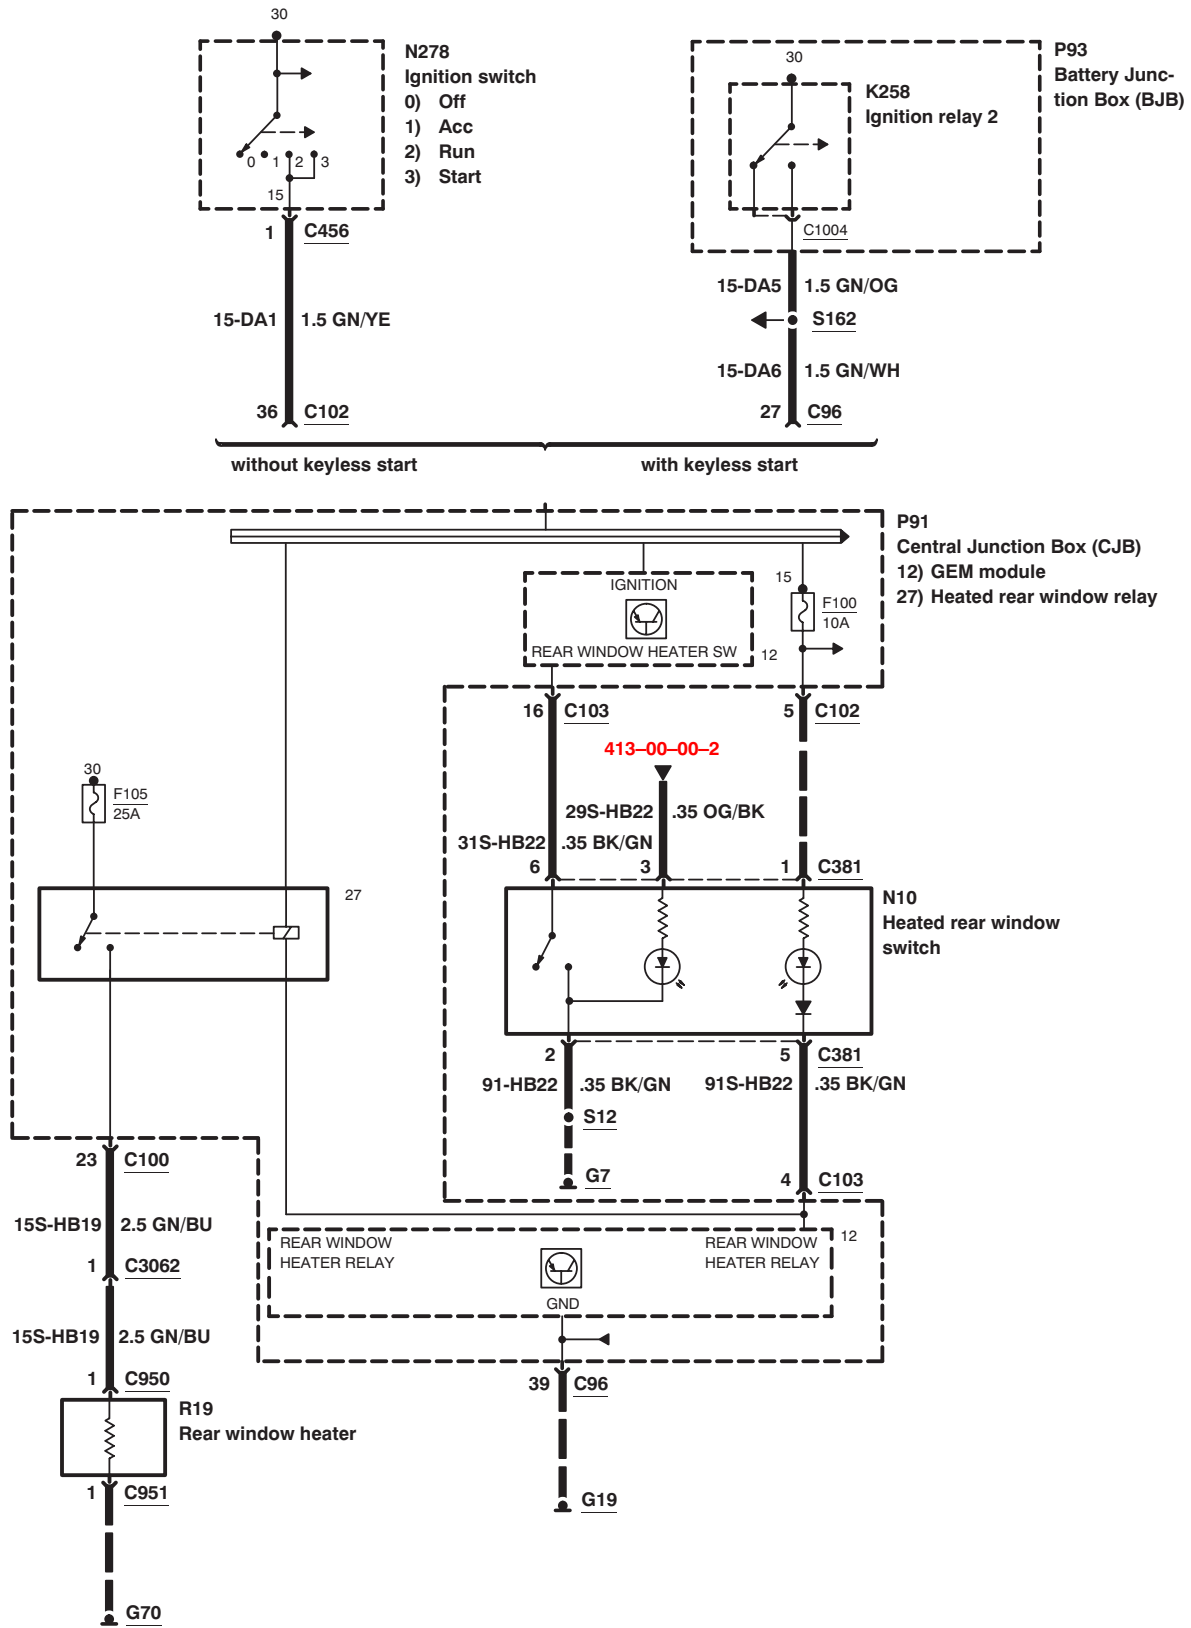 30
N278
Ignition switch
0) Off
1) Acc
2) Run
3) Start
0 1 2 3
15
1 C456
15-DA1 1.5 GN/YE
36 C102
P93
Battery Junc-
tion Box (BJB)
30
K258
Ignition relay 2
C1004
15-DA5 1.5 GN/OG
S162
15-DA6 1.5 GN/WH
27 C96
without keyless start
with keyless start
P91
Central Junction Box (CJB)
12) GEM module
27) Heated rear window relay
IGNITION
REAR WINDOW HEATER SW
12
15
F100
10A
16 C103
5 C102
413–00–00–2
30
F105
25A
29S-HB22 .35 OG/BK
31S-HB22 .35 BK/GN
6 3 1 C381
27
N10
Heated rear window
switch
2 5 C381
91-HB22 .35 BK/GN
91S-HB22 .35 BK/GN
S12
G7
4 C103
23 C100
15S-HB19 2.5 GN/BU
1 C3062
15S-HB19 2.5 GN/BU
1 C950
R19
Rear window heater
1 C951
G70
REAR WINDOW
HEATER RELAY
REAR WINDOW
HEATER RELAY
12
GND
39 C96
G19